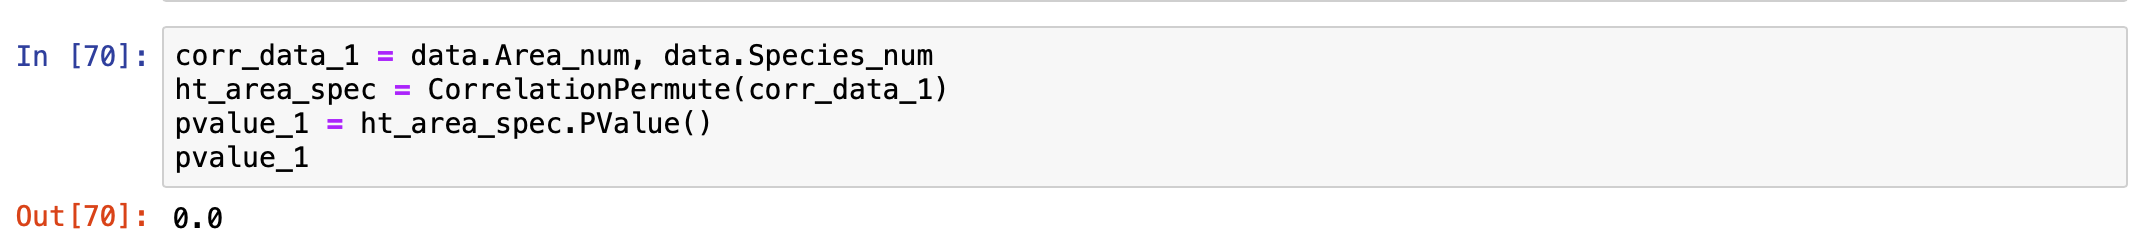 In [70]: corr_data_1 = data.Area_num, data.Species_num
ht_area_spec = CorrelationPermute(corr_data_1)
pvalue_1 = ht_area_spec.PValue()
pvalue_1
Out[70]: 0.0